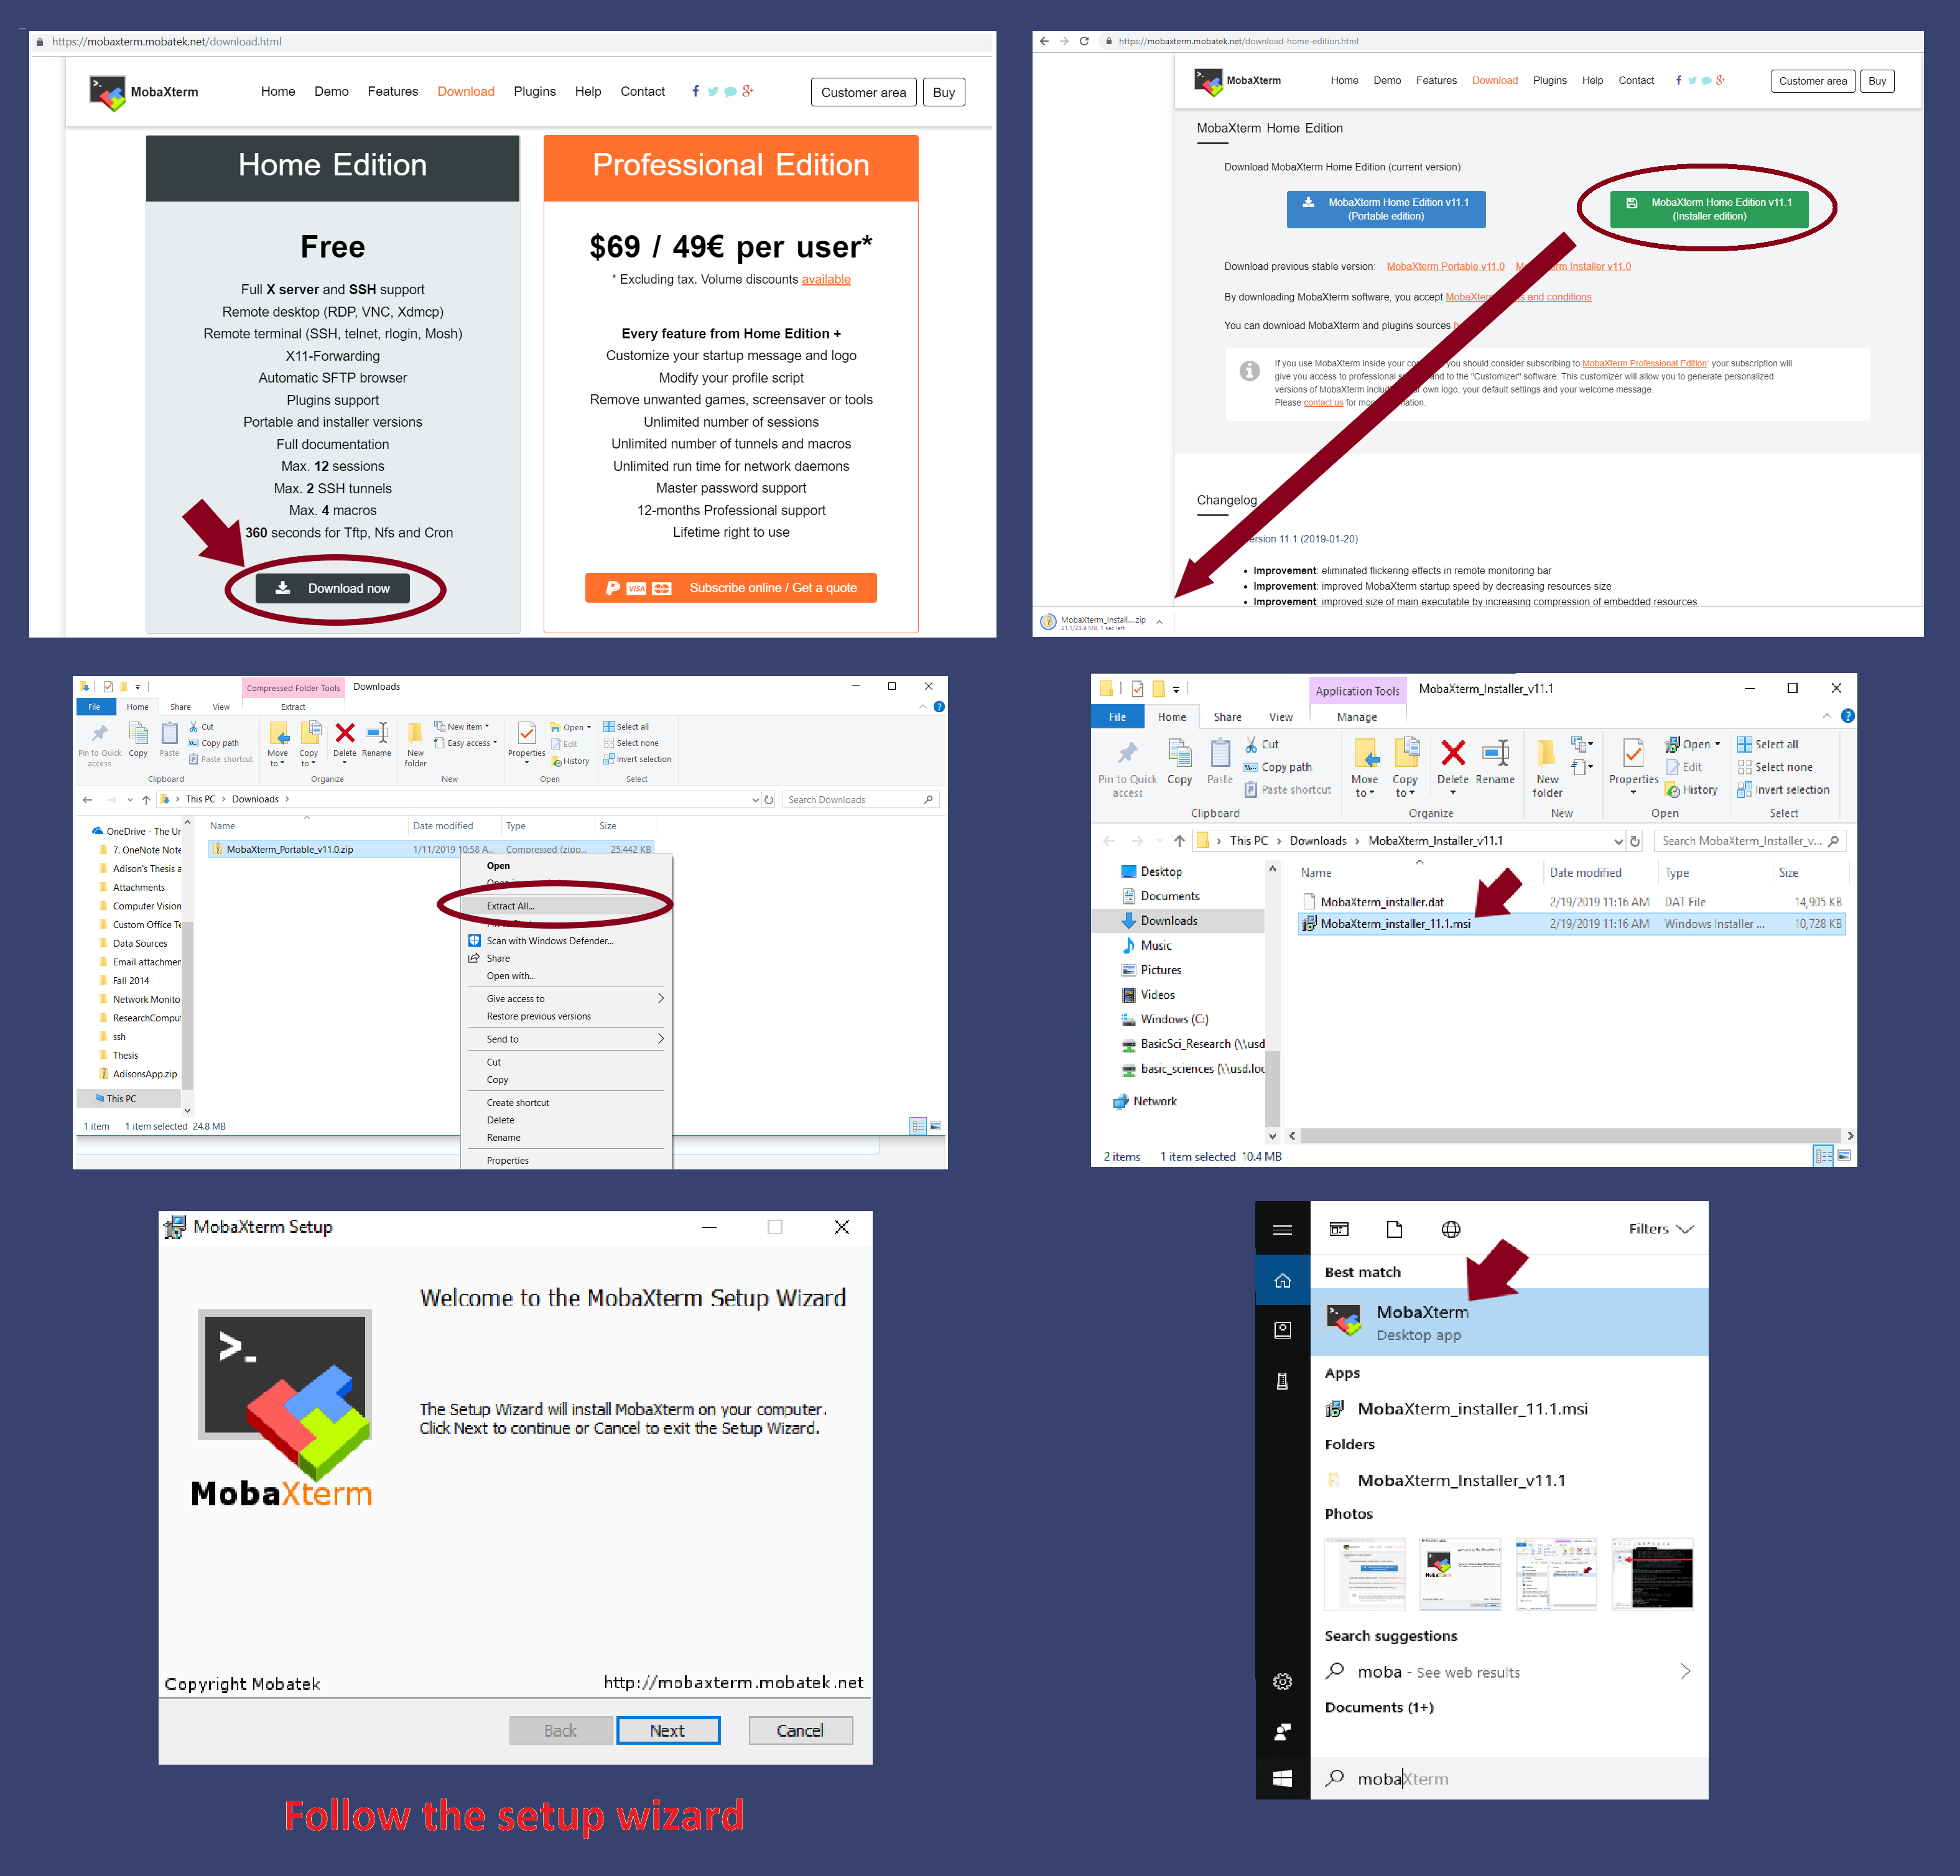 https://mobaxterm.mobatek.net/download.html
MobaXterm
Home Demo Features Download Plugins Help Contact
Customer area Buy
Home Edition
Free
Full X server and SSH support
Remote desktop (RDP, VNC, Xdmcp)
Remote terminal (SSH, telnet, rlogin, Mosh)
X11-Forwarding
Automatic SFTP browser
Plugins support
Portable and installer versions
Full documentation
Max. 12 sessions
Max. 2 SSH tunnels
Max. 4 macros
360 seconds for Tftp, Nfs and Cron
Download now
Professional Edition
$69 / 49€ per user*
* Excluding tax. Volume discounts available
Every feature from Home Edition +
Customize your startup message and logo
Modify your profile script
Remove unwanted games, screensaver or tools
Unlimited number of sessions
Unlimited number of tunnels and macros
Unlimited run time for network daemons
Master password support
12-months Professional support
Lifetime right to use
VISA Subscribe online / Get a quote
https://mobaxterm.mobatek.net/download-home-edition.html
MobaXterm
Home Demo Features Download Plugins Help Contact
Customer area Buy
MobaXterm Home Edition
Download MobaXterm Home Edition (current version):
MobaXterm Home Edition v11.1
(Portable edition)
MobaXterm Home Edition v11.1
(Installer edition)
Download previous stable version: MobaXterm Portable v11.0 Installer v11.0
By downloading MobaXterm software, you accept and conditions
You can download MobaXterm and plugins sources
If you use MobaXterm inside your you should consider subscribing to MobaXterm Professional Edition: your subscription will
give you access to professional and to the "Customizer" software. This customizer will allow you to generate personalized
versions of MobaXterm own logo, your default settings and your welcome message.
Please contact us for
Changelog
version 11.1 (2019-01-20)
• Improvement: eliminated flickering effects in remote monitoring bar
• Improvement: improved MobaXterm startup speed by decreasing resources size
• Improvement: improved size of main executable by increasing compression of embedded resources
MobaXterm_Install....zip
21.1/23.9 MB, 1 sec left
Compressed Folder Tools Downloads
File Home Share View Extract
Pin to Quick access
Copy
Paste
Cut
Copy path
Paste shortcut
Move to
Copy to
Delete
Rename
New folder
New item
Easy access
Properties
Open
Edit
History
Select all
Select none
Invert selection
Clipboard Organize New Open Select
This PC > Downloads >
Search Downloads
Name Date modified Type Size
MobaXterm_Portable_v11.0.zip 1/11/2019 10:58 A... Compressed (zipp... 25,442 KB
OneDrive - The Ur
7. OneNote Note
Adison's Thesis a
Attachments
Computer Vision
Custom Office Te
Data Sources
Email attachmer
Fall 2014
Network Monito
ResearchComput
ssh
Thesis
AdisonsApp.zip
This PC
Open
Extract All...
Scan with Windows Defender...
Share
Open with...
Give access to
Restore previous versions
Send to
Cut
Copy
Create shortcut
Delete
Rename
Properties
1 item 1 item selected 24.8 MB
Application Tools MobaXterm_Installer_v11.1
File Home Share View Manage
Pin to Quick access
Copy
Paste
Cut
Copy path
Paste shortcut
Move to
Copy to
Delete
Rename
New folder
Properties
Open
Edit
History
Select all
Select none
Invert selection
Clipboard Organize New Open Select
> This PC > Downloads > MobaXterm_Installer_v11.1
Search MobaXterm_Installer_v...
Name Date modified Type Size
MobaXterm_installer.dat 2/19/2019 11:16 AM DAT File 14,905 KB
MobaXterm_installer_11.1.msi 2/19/2019 11:16 AM Windows Installer ... 10,728 KB
Desktop
Documents
Downloads
Music
Pictures
Videos
Windows (C:)
BasicSci_Research (\\usd
basic_sciences (\\usd.loc
Network
2 items 1 item selected 10.4 MB
MobaXterm Setup
Welcome to the MobaXterm Setup Wizard
The Setup Wizard will install MobaXterm on your computer.
Click Next to continue or Cancel to exit the Setup Wizard.
MobaXterm
Copyright Mobatek http://mobaxterm.mobatek.net
Back Next Cancel
Follow the setup wizard
Filters
Best match
MobaXterm
Desktop app
Apps
MobaXterm_installer_11.1.msi
Folders
MobaXterm_Installer_v11.1
Photos
Search suggestions
moba - See web results
Documents (1+)
mobaXterm